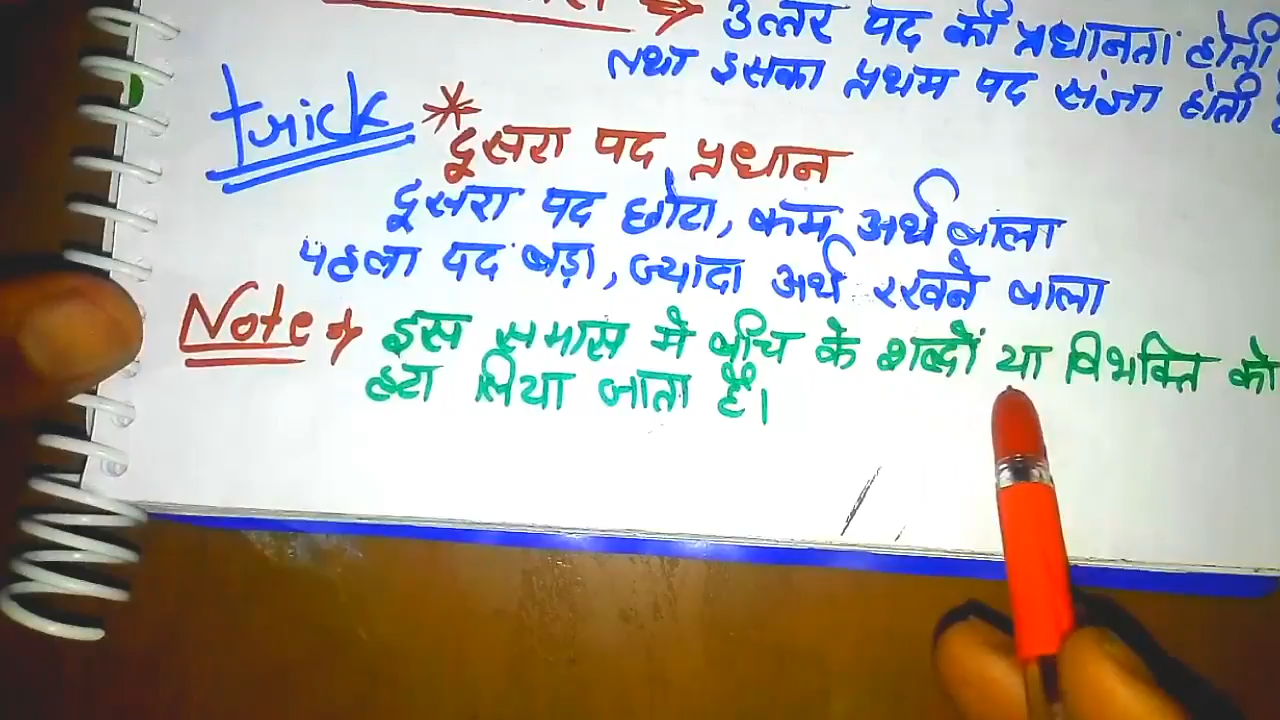 उत्तर पद की प्रधानता होती
तथा इसका प्रथम पद संज्ञा होती
trick * दूसरा पद प्रधान
दूसरा पद छोटा, कम अर्थ बाला
पहला पद बड़ा, ज्यादा अर्थ रखने बाला
Note → इस समास मे बीच के शब्दों या विभक्ति को
हटा लिया जाता है।